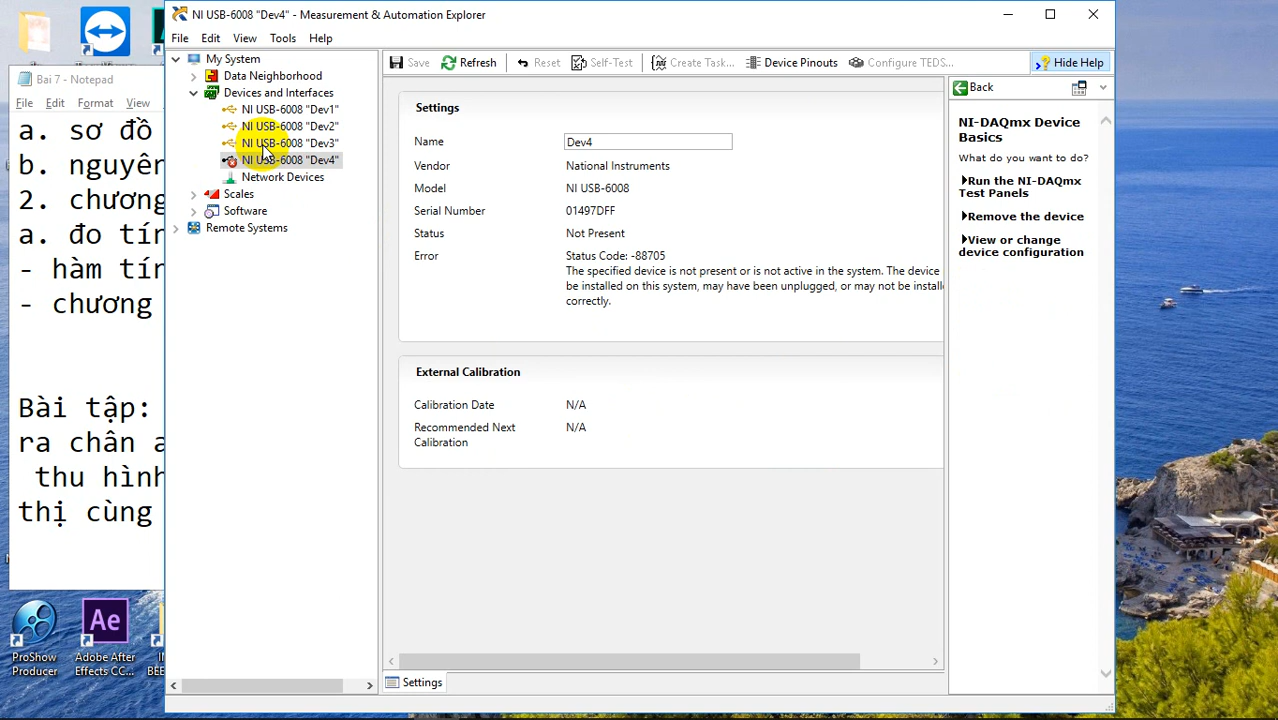 NI USB-6008 "Dev4" - Measurement & Automation Explorer
File Edit View Tools Help
My System
Data Neighborhood
Devices and Interfaces
NI USB-6008 "Dev1"
NI USB-6008 "Dev2"
NI USB-6008 "Dev3"
NI USB-6008 "Dev4"
Network Devices
Scales
Software
Remote Systems
Save Refresh Reset Self-Test Create Task... Device Pinouts Configure TEDS... Hide Help
Settings
Name Dev4
Vendor National Instruments
Model NI USB-6008
Serial Number 01497DFF
Status Not Present
Error Status Code: -88705
The specified device is not present or is not active in the system. The device
be installed on this system, may have been unplugged, or may not be instal
correctly.
External Calibration
Calibration Date N/A
Recommended Next N/A
Calibration
Settings
Back
NI-DAQmx Device
Basics
What do you want to do?
Run the NI-DAQmx
Test Panels
Remove the device
View or change
device configuration
Bai 7 - Notepad
File Edit Format View
a. sơ đồ
b. nguyên
2. chương
a. đo tín
- hàm tín
- chương
Bài tập:
ra chân a
thu hình
thị cùng
ProShow
Producer
Ae
Adobe After
Effects CC...